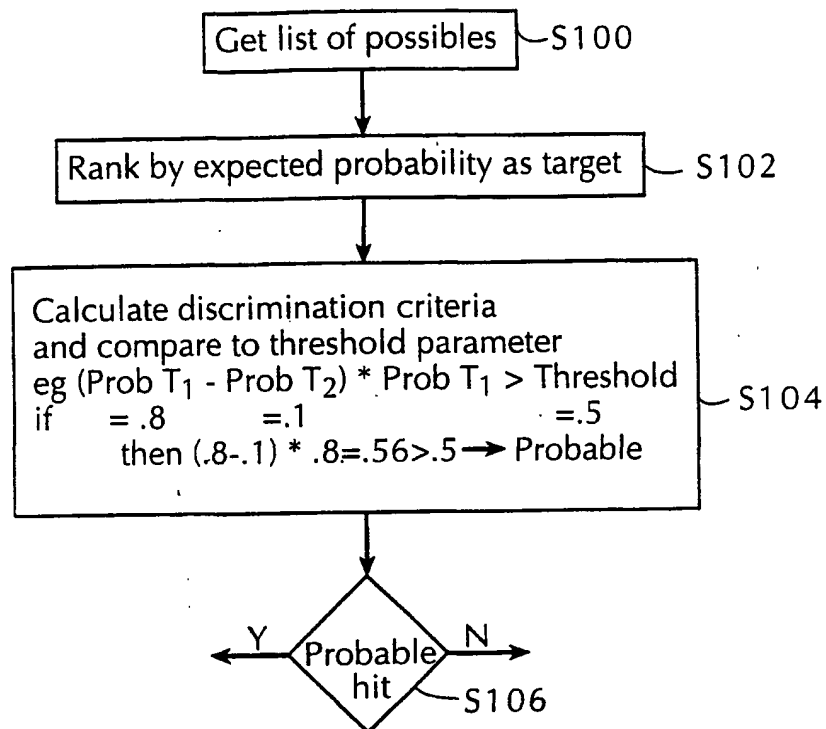 Get list of possibles S100
Rank by expected probability as target S102
Calculate discrimination criteria
and compare to threshold parameter
eg (Prob T1 - Prob T2) * Prob T1 > Threshold
if = .8 =.1 =.5
then (.8-.1) * .8=.56>.5→ Probable
S104
Y Probable N
hit
S106